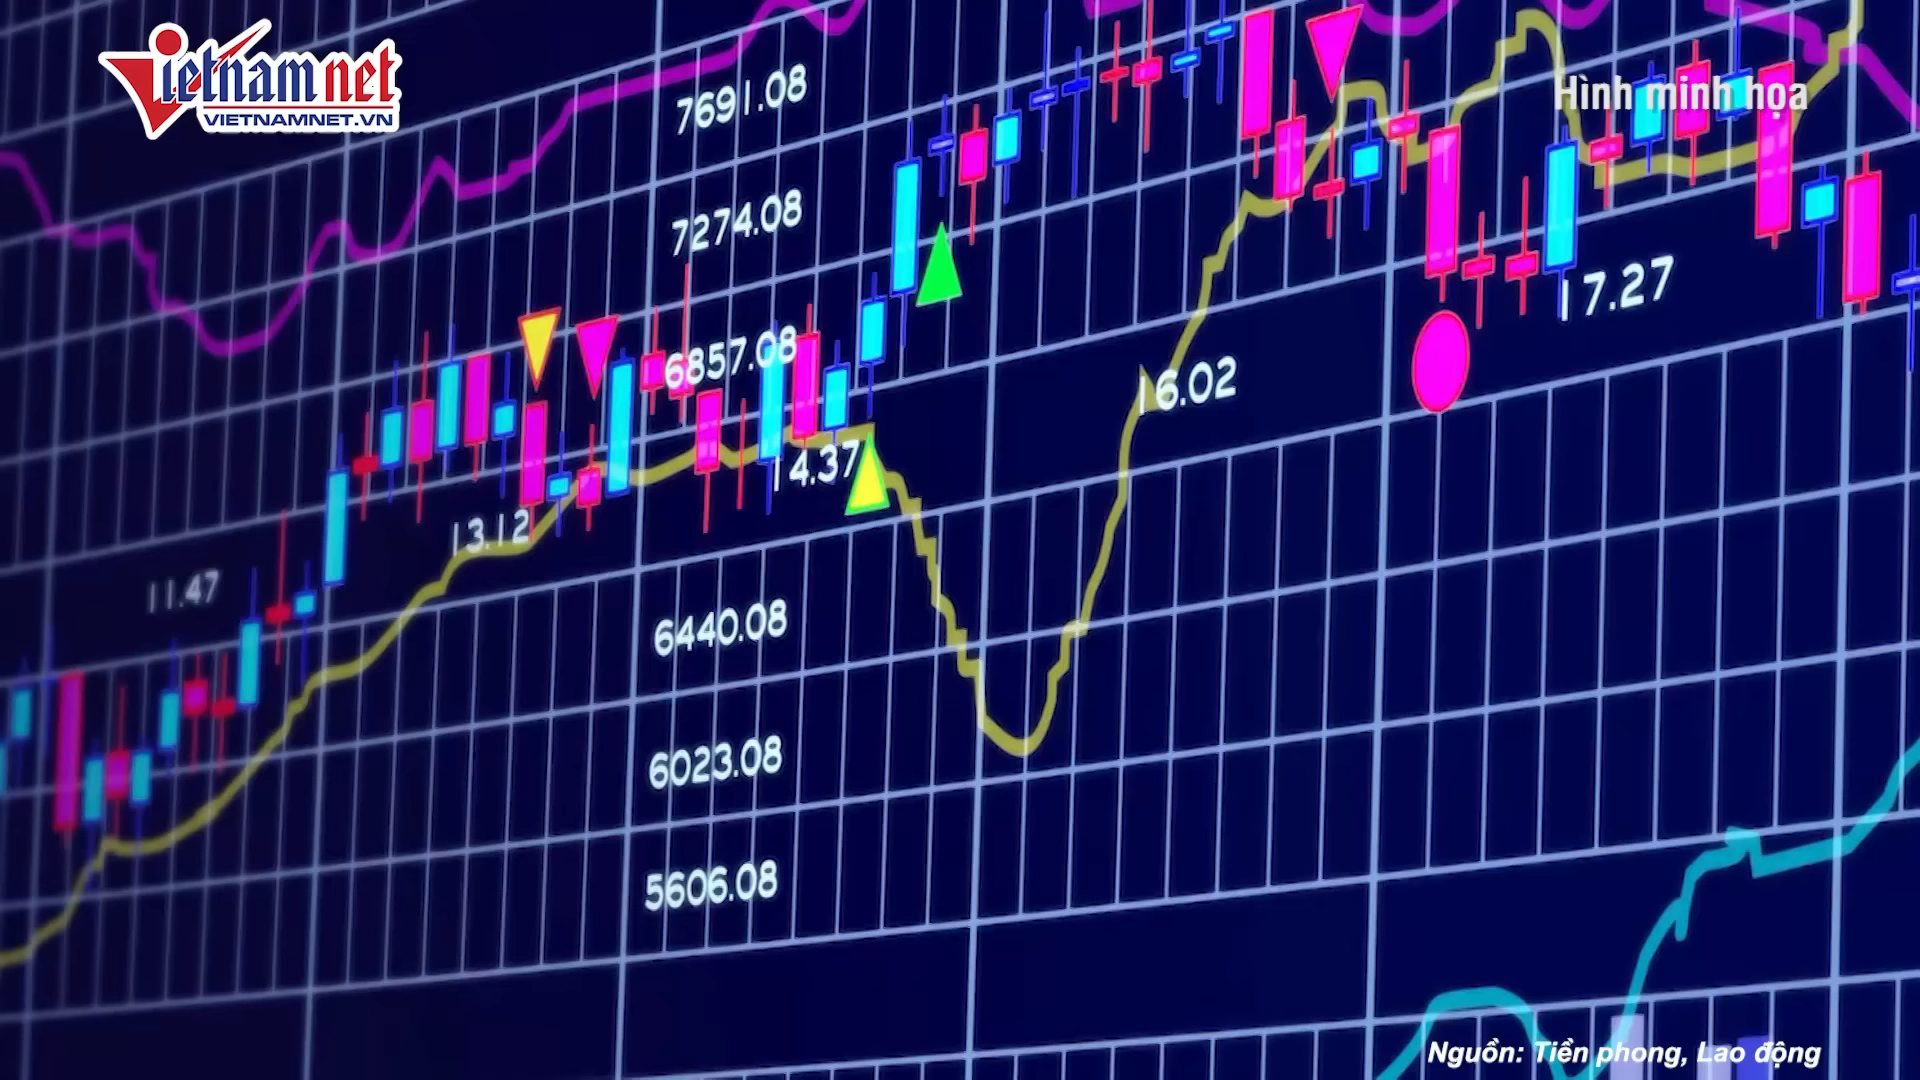 Vietnamnet
VIETNAMNET.VN
Hình minh họa
7691.08
7274.08
6857.08
6440.08
6023.08
5606.08
11.47
13.12
14.37
16.02
17.27
Nguồn: Tiền phong, Lao động